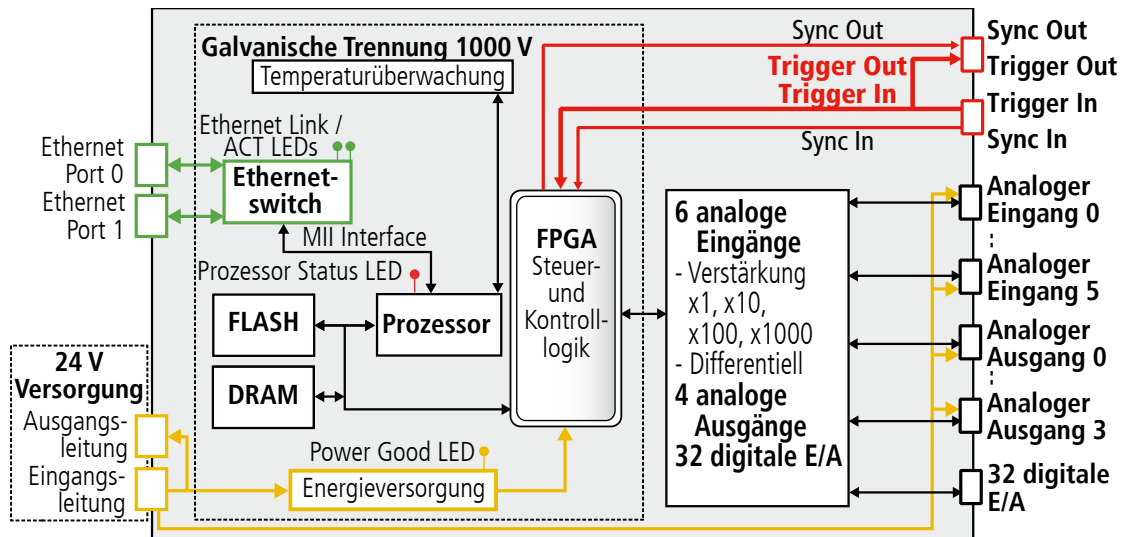 Galvanische Trennung 1000 V
Temperaturüberwachung
Sync Out
Trigger Out
Trigger In
Sync In
Sync Out
Trigger Out
Trigger In
Sync In
Ethernet Link /
ACT LEDs
Ethernet
Port 0
Ethernet
Port 1
Ethernet-
switch
MII Interface
Prozessor Status LED
FLASH
Prozessor
DRAM
FPGA
Steuer-
und
Kontroll-
logik
6 analoge
Eingänge
- Verstärkung
x1, x10,
x100, x1000
- Differentiell
4 analoge
Ausgänge
32 digitale E/A
Analoger
Eingang 0
Analoger
Eingang 5
Analoger
Ausgang 0
Analoger
Ausgang 3
32 digitale
E/A
24 V
Versorgung
Ausgangs-
leitung
Eingangs-
leitung
Power Good LED
Energieversorgung